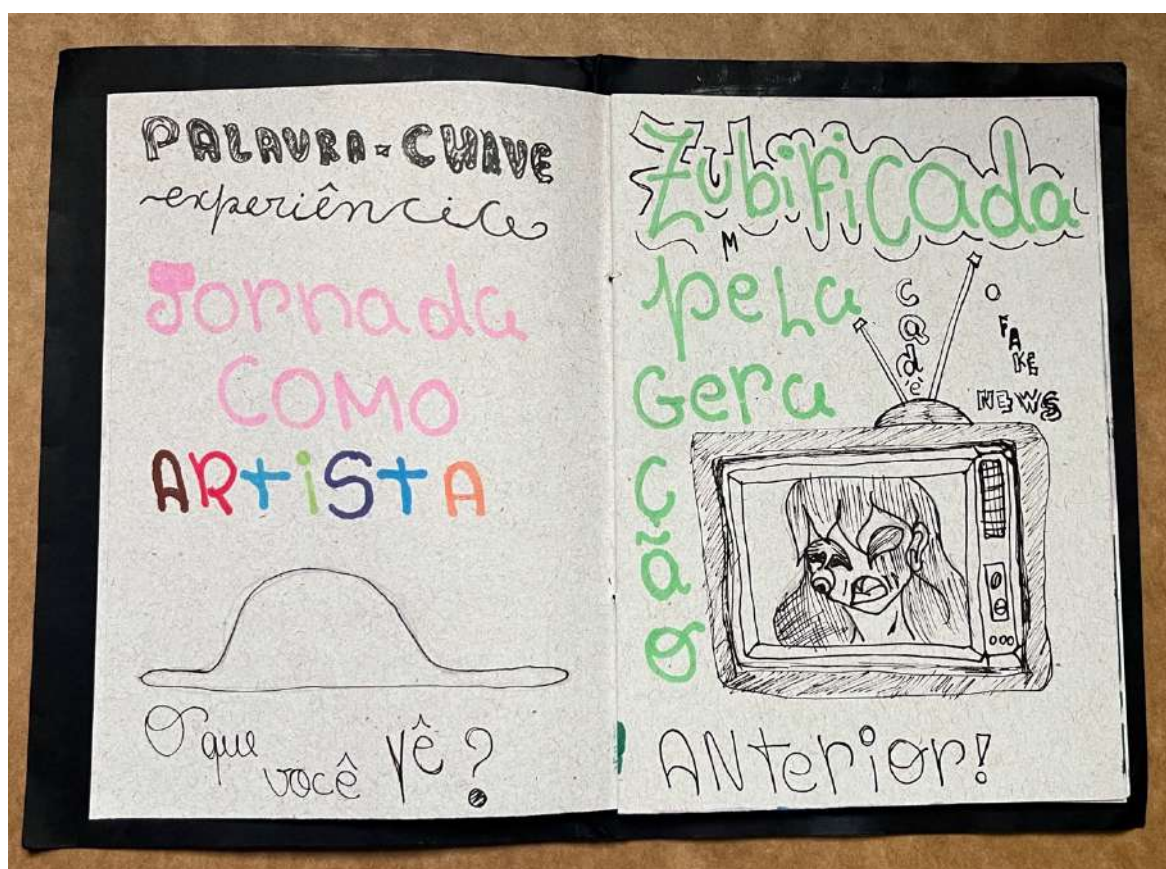 PALAVRA-CHAVE
experiência
Jornada
COMO
ARtiStA
O que você vê?
Zubificada
M
peLa
Gera
ção
cadê
O
FAKE
NEWS
ANterior!